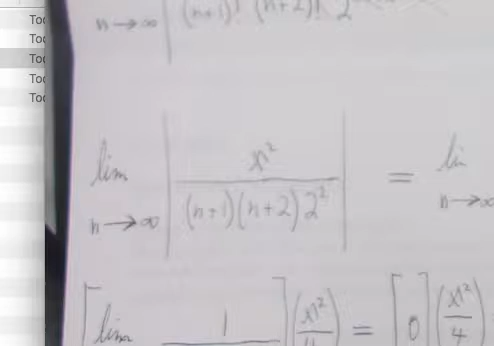 Too
Too
Too
Too
Too
n→∞ | (n+1)! (n+2)! 2
lim n→∞ | x² / (n+1)(n+2) 2² | = li n→∞
[lim 1] (x²/4) = [0] (x²/4)